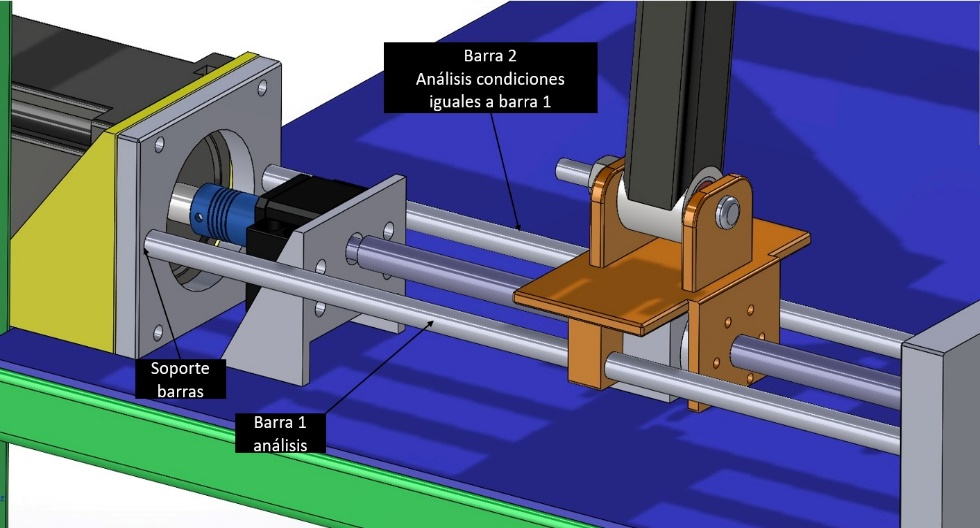 Barra 2
Análisis condiciones
iguales a barra 1
Soporte
barras
Barra 1
análisis